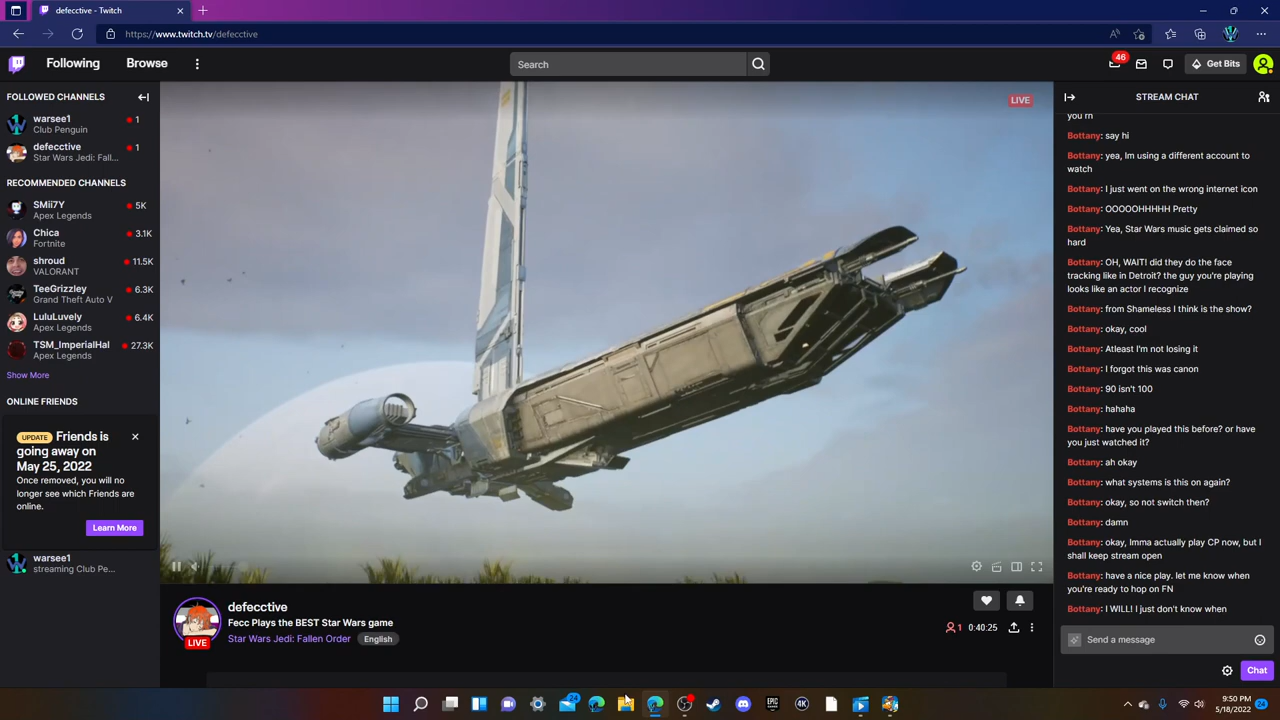 defecctive - Twitch
https://www.twitch.tv/defecctive
Following
Browse
Search
46
Get Bits
FOLLOWED CHANNELS
warsee1
1
Club Penguin
defecctive
1
Star Wars Jedi: Fall...
RECOMMENDED CHANNELS
SMii7Y
5K
Apex Legends
Chica
3.1K
Fortnite
shroud
11.5K
VALORANT
TeeGrizzley
6.3K
Grand Theft Auto V
LuluLuvely
6.4K
Apex Legends
TSM_ImperialHal
27.3K
Apex Legends
Show More
ONLINE FRIENDS
UPDATE Friends is
going away on
May 25, 2022
Once removed, you will no
longer see which Friends are
online.
Learn More
warsee1
streaming Club Pe...
LIVE
defecctive
Fecc Plays the BEST Star Wars game
Star Wars Jedi: Fallen Order
English
LIVE
1
0:40:25
STREAM CHAT
you rn
Bottany: say hi
Bottany: yea, Im using a different account to
watch
Bottany: I just went on the wrong internet icon
Bottany: OOOOOHHHHH Pretty
Bottany: Yea, Star Wars music gets claimed so
hard
Bottany: OH, WAIT! did they do the face
tracking like in Detroit? the guy you're playing
looks like an actor I recognize
Bottany: from Shameless I think is the show?
Bottany: okay, cool
Bottany: Atleast I'm not losing it
Bottany: I forgot this was canon
Bottany: 90 isn't 100
Bottany: hahaha
Bottany: have you played this before? or have
you just watched it?
Bottany: ah okay
Bottany: what systems is this on again?
Bottany: okay, so not switch then?
Bottany: damn
Bottany: okay, Imma actually play CP now, but I
shall keep stream open
Bottany: have a nice play. let me know when
you're ready to hop on FN
Bottany: I WILL! I just don't know when
Send a message
Chat
24
EPIC
GAMES
4K
9:50 PM
5/18/2022
24